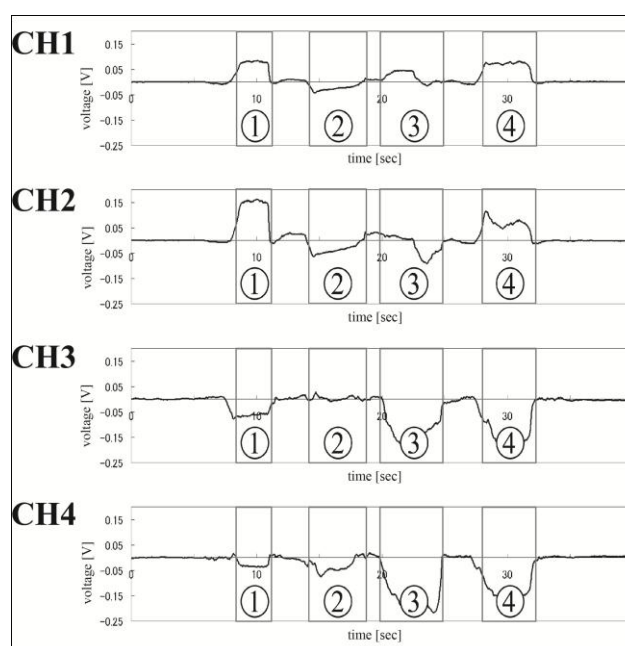 CH1
voltage [V]
0.15
0.05
-0.05
-0.15
-0.25
0
10
20
30
① ② ③ ④
time [sec]
CH2
voltage [V]
0.15
0.05
-0.05
-0.15
-0.25
0
10
20
30
① ② ③ ④
time [sec]
CH3
voltage [V]
0.15
0.05
-0.05
-0.15
-0.25
0
10
20
30
① ② ③ ④
time [sec]
CH4
voltage [V]
0.15
0.05
-0.05
-0.15
-0.25
0
10
20
30
① ② ③ ④
time [sec]